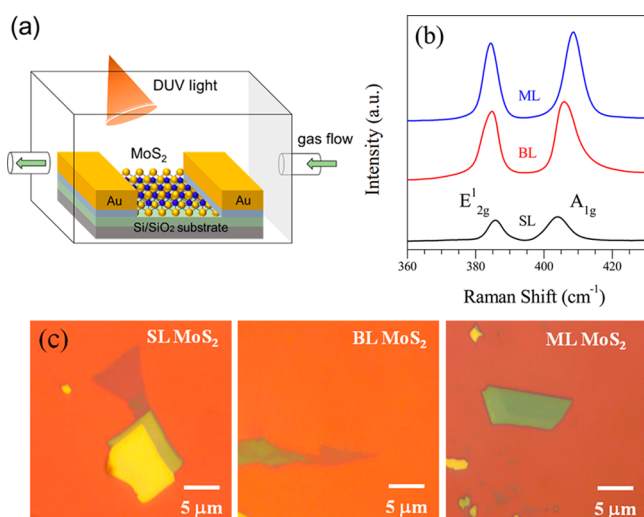 (a)
DUV light
MoS₂
gas flow
Au
Au
Si/SiO₂ substrate
(b)
Intensity (a.u.)
ML
BL
E¹₂g
A₁g
SL
360
380
400
420
Raman Shift (cm⁻¹)
(c)
SL MoS₂
5 μm
BL MoS₂
5 μm
ML MoS₂
5 μm